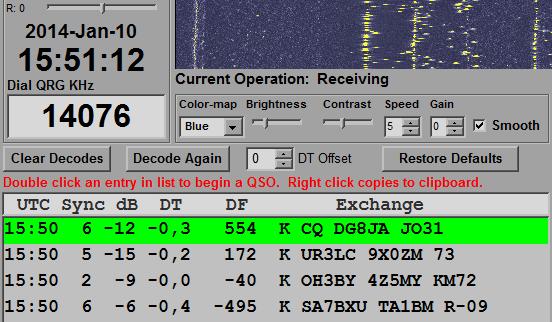 R: 0
2014-Jan-10
15:51:12
Dial QRG KHz
14076
Current Operation: Receiving
Color-map Brightness Contrast Speed Gain
Blue 5 0 Smooth
Clear Decodes Decode Again 0 DT Offset Restore Defaults
Double click an entry in list to begin a QSO. Right click copies to clipboard.
UTC Sync dB DT DF Exchange
15:50 6 -12 -0,3 554 K CQ DG8JA JO31
15:50 5 -15 -0,2 172 K UR3LC 9X0ZM 73
15:50 2 -9 -0,0 -40 K OH3BY 4Z5MY KM72
15:50 6 -6 -0,4 -495 K SA7BXU TA1BM R-09